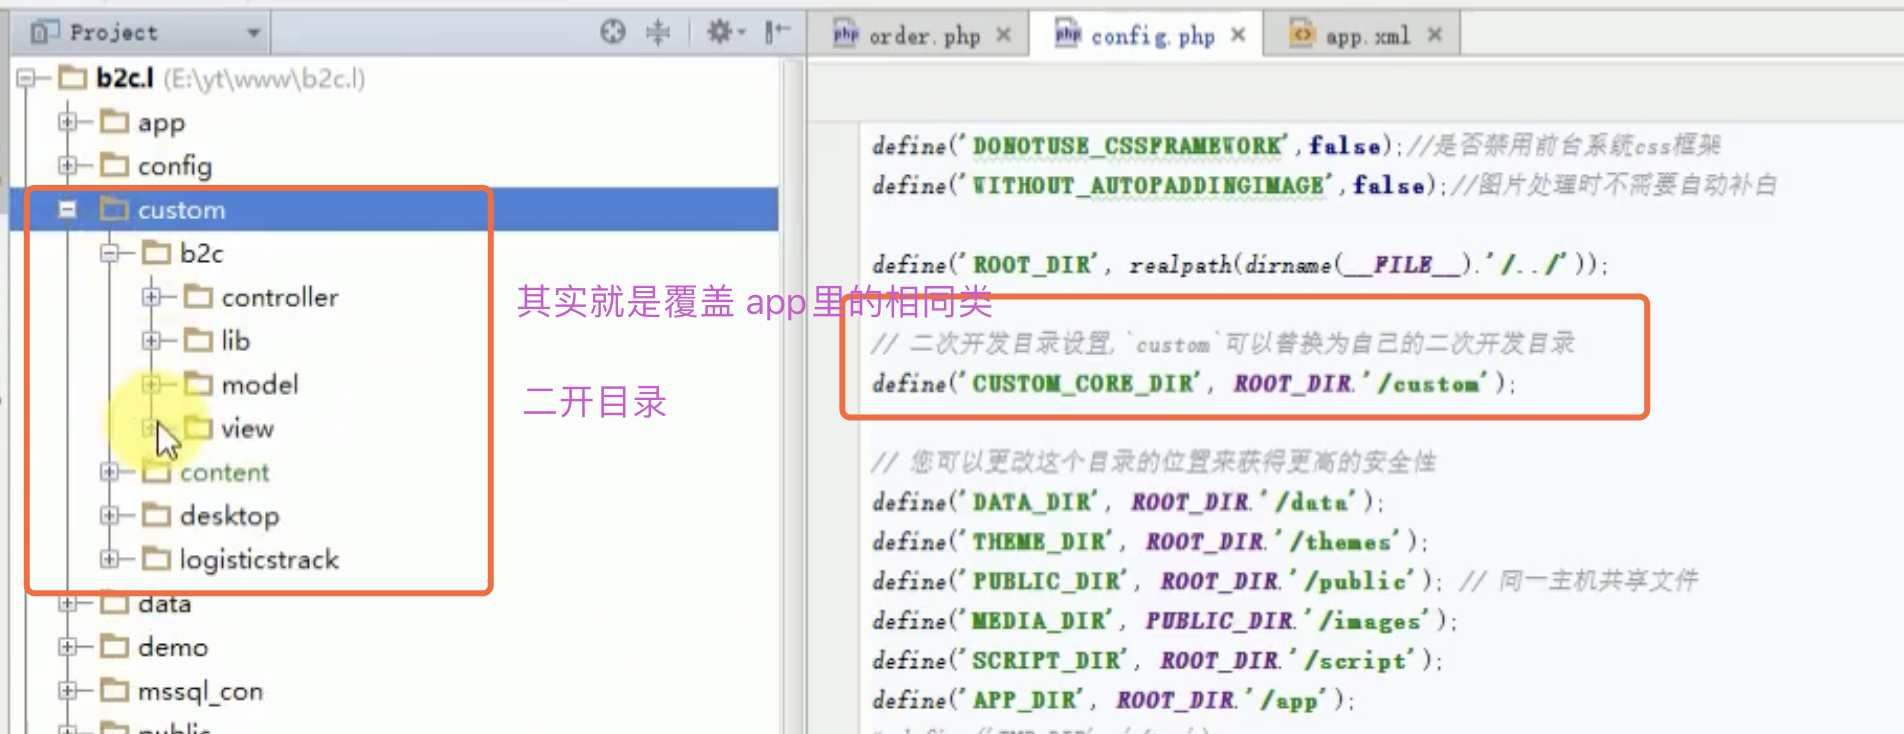 Project
b2c.l (E:\yt\www\b2c.l)
app
config
custom
b2c
controller
lib
model
view
content
desktop
logisticstrack
data
demo
mssql_con
public
其实就是覆盖 app里的相同类
二开目录
order.php
config.php
app.xml
define('DONOTUSE_CSSFRAMEWORK',false);//是否禁用前台系统css框架
define('WITHOUT_AUTOPADDINGIMAGE',false);//图片处理时不需要自动补白
define('ROOT_DIR', realpath(dirname(__FILE__).'/../'));
// 二次开发目录设置,`custom`可以替换为自己的二次开发目录
define('CUSTOM_CORE_DIR', ROOT_DIR.'/custom');
// 您可以更改这个目录的位置来获得更高的安全性
define('DATA_DIR', ROOT_DIR.'/data');
define('THEME_DIR', ROOT_DIR.'/themes');
define('PUBLIC_DIR', ROOT_DIR.'/public'); // 同一主机共享文件
define('MEDIA_DIR', PUBLIC_DIR.'/images');
define('SCRIPT_DIR', ROOT_DIR.'/script');
define('APP_DIR', ROOT_DIR.'/app');